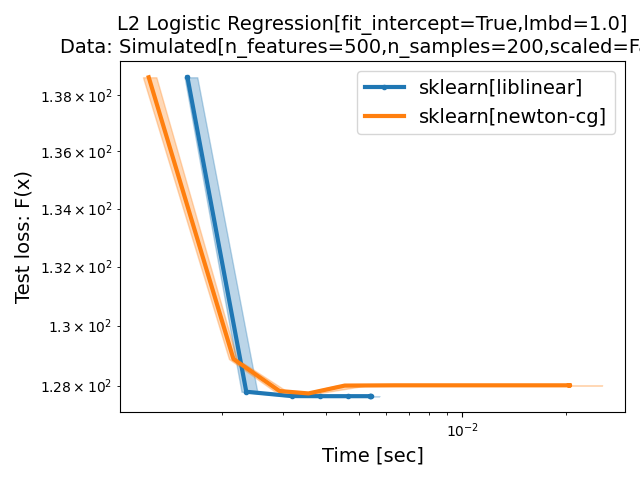 L2 Logistic Regression[fit_intercept=True,lmbd=1.0]
Data: Simulated[n_features=500,n_samples=200,scaled=Fa
sklearn[liblinear]
sklearn[newton-cg]
1.38 × 10²
1.36 × 10²
1.34 × 10²
1.32 × 10²
1.3 × 10²
1.28 × 10²
Test loss: F(x)
10⁻²
Time [sec]